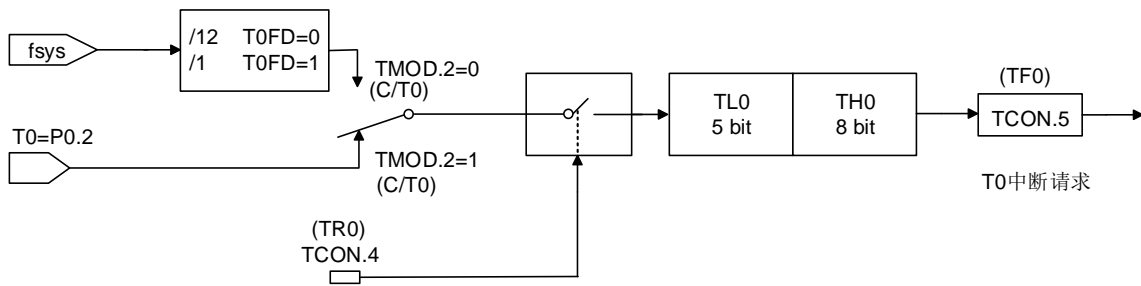 fsys
/12 T0FD=0
/1 T0FD=1
TMOD.2=0
(C/T0)
T0=P0.2
TMOD.2=1
(C/T0)
(TR0)
TCON.4
TL0
5 bit
TH0
8 bit
(TF0)
TCON.5
T0中断请求